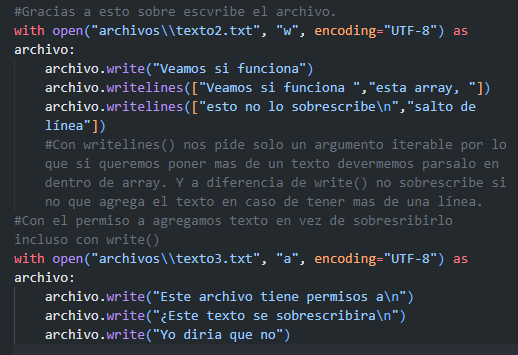 #Gracias a esto sobre escvribe el archivo.
with open("archivos\\texto2.txt", "w", encoding="UTF-8") as
archivo:
archivo.write("Veamos si funciona")
archivo.writelines(["Veamos si funciona ","esta array, "])
archivo.writelines(["esto no lo sobrescribe\n","salto de
línea"])
#Con writelines() nos pide solo un argumento iterable por lo
que si queremos poner mas de un texto devermemos parsalo en
dentro de array. Y a diferencia de write() no sobrescribe si
no que agrega el texto en caso de tener mas de una línea.
#Con el permiso a agregamos texto en vez de sobresribirlo
incluso con write()
with open("archivos\\texto3.txt", "a", encoding="UTF-8") as
archivo:
archivo.write("Este archivo tiene permisos a\n")
archivo.write("¿Este texto se sobrescribira\n")
archivo.write("Yo diria que no")